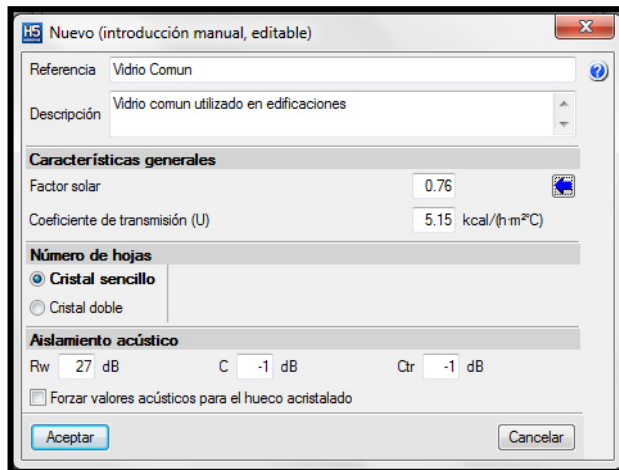 H5 Nuevo (introducción manual, editable)
Referencia Vidrio Comun
Descripción Vidrio comun utilizado en edificaciones
Características generales
Factor solar 0.76
Coeficiente de transmisión (U) 5.15 kcal/(h·m²°C)
Número de hojas
Cristal sencillo
Cristal doble
Aislamiento acústico
Rw 27 dB C -1 dB Ctr -1 dB
Forzar valores acústicos para el hueco acristalado
Aceptar Cancelar